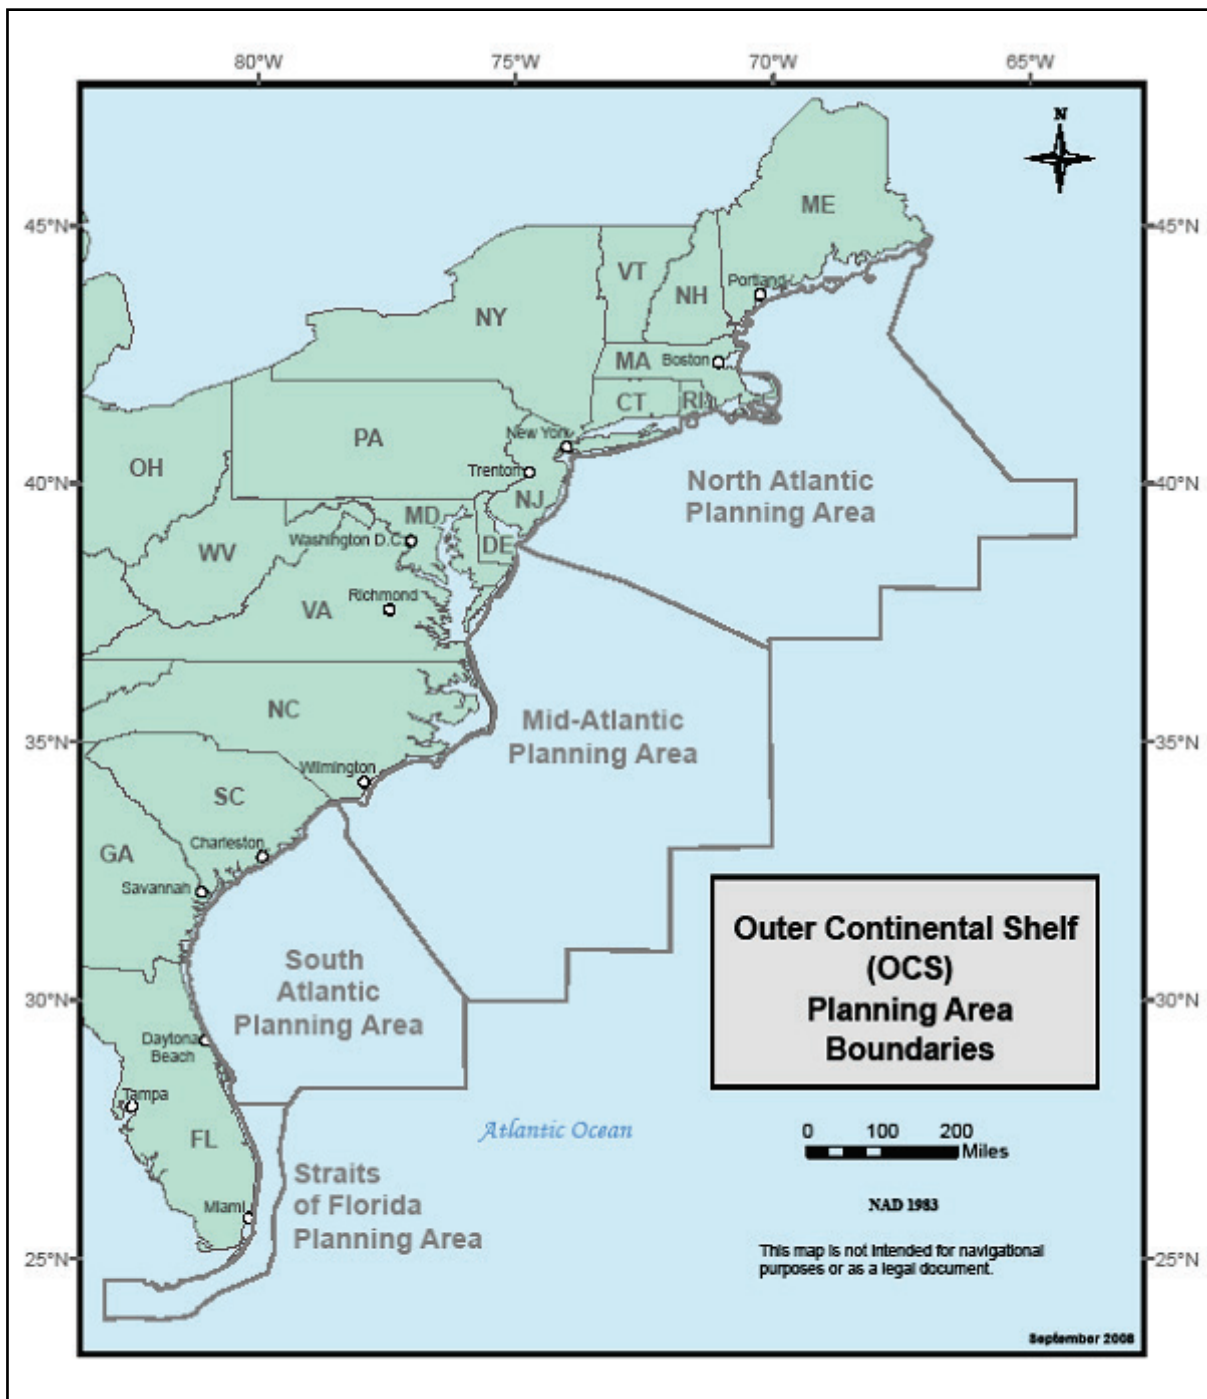 80°W 75°W 70°W 65°W
N
ME
45°N 45°N
VT
Portland
NH
NY
MA Boston
CT RI
New York
PA
OH
Trenton
North Atlantic
Planning Area
40°N 40°N
NJ
MD
Washington D.C.
DE
WV
Richmond
VA
NC
Mid-Atlantic
Planning Area
35°N 35°N
Wilmington
SC
Charleston
GA
Savannah
Outer Continental Shelf
(OCS)
Planning Area
Boundaries
South
Atlantic
Planning Area
30°N 30°N
Daytona
Beach
Tampa
FL
Atlantic Ocean
0 100 200
Miles
Straits
of Florida
Planning Area
Miami
NAD 1983
This map is not intended for navigational
purposes or as a legal document.
25°N 25°N
September 2008